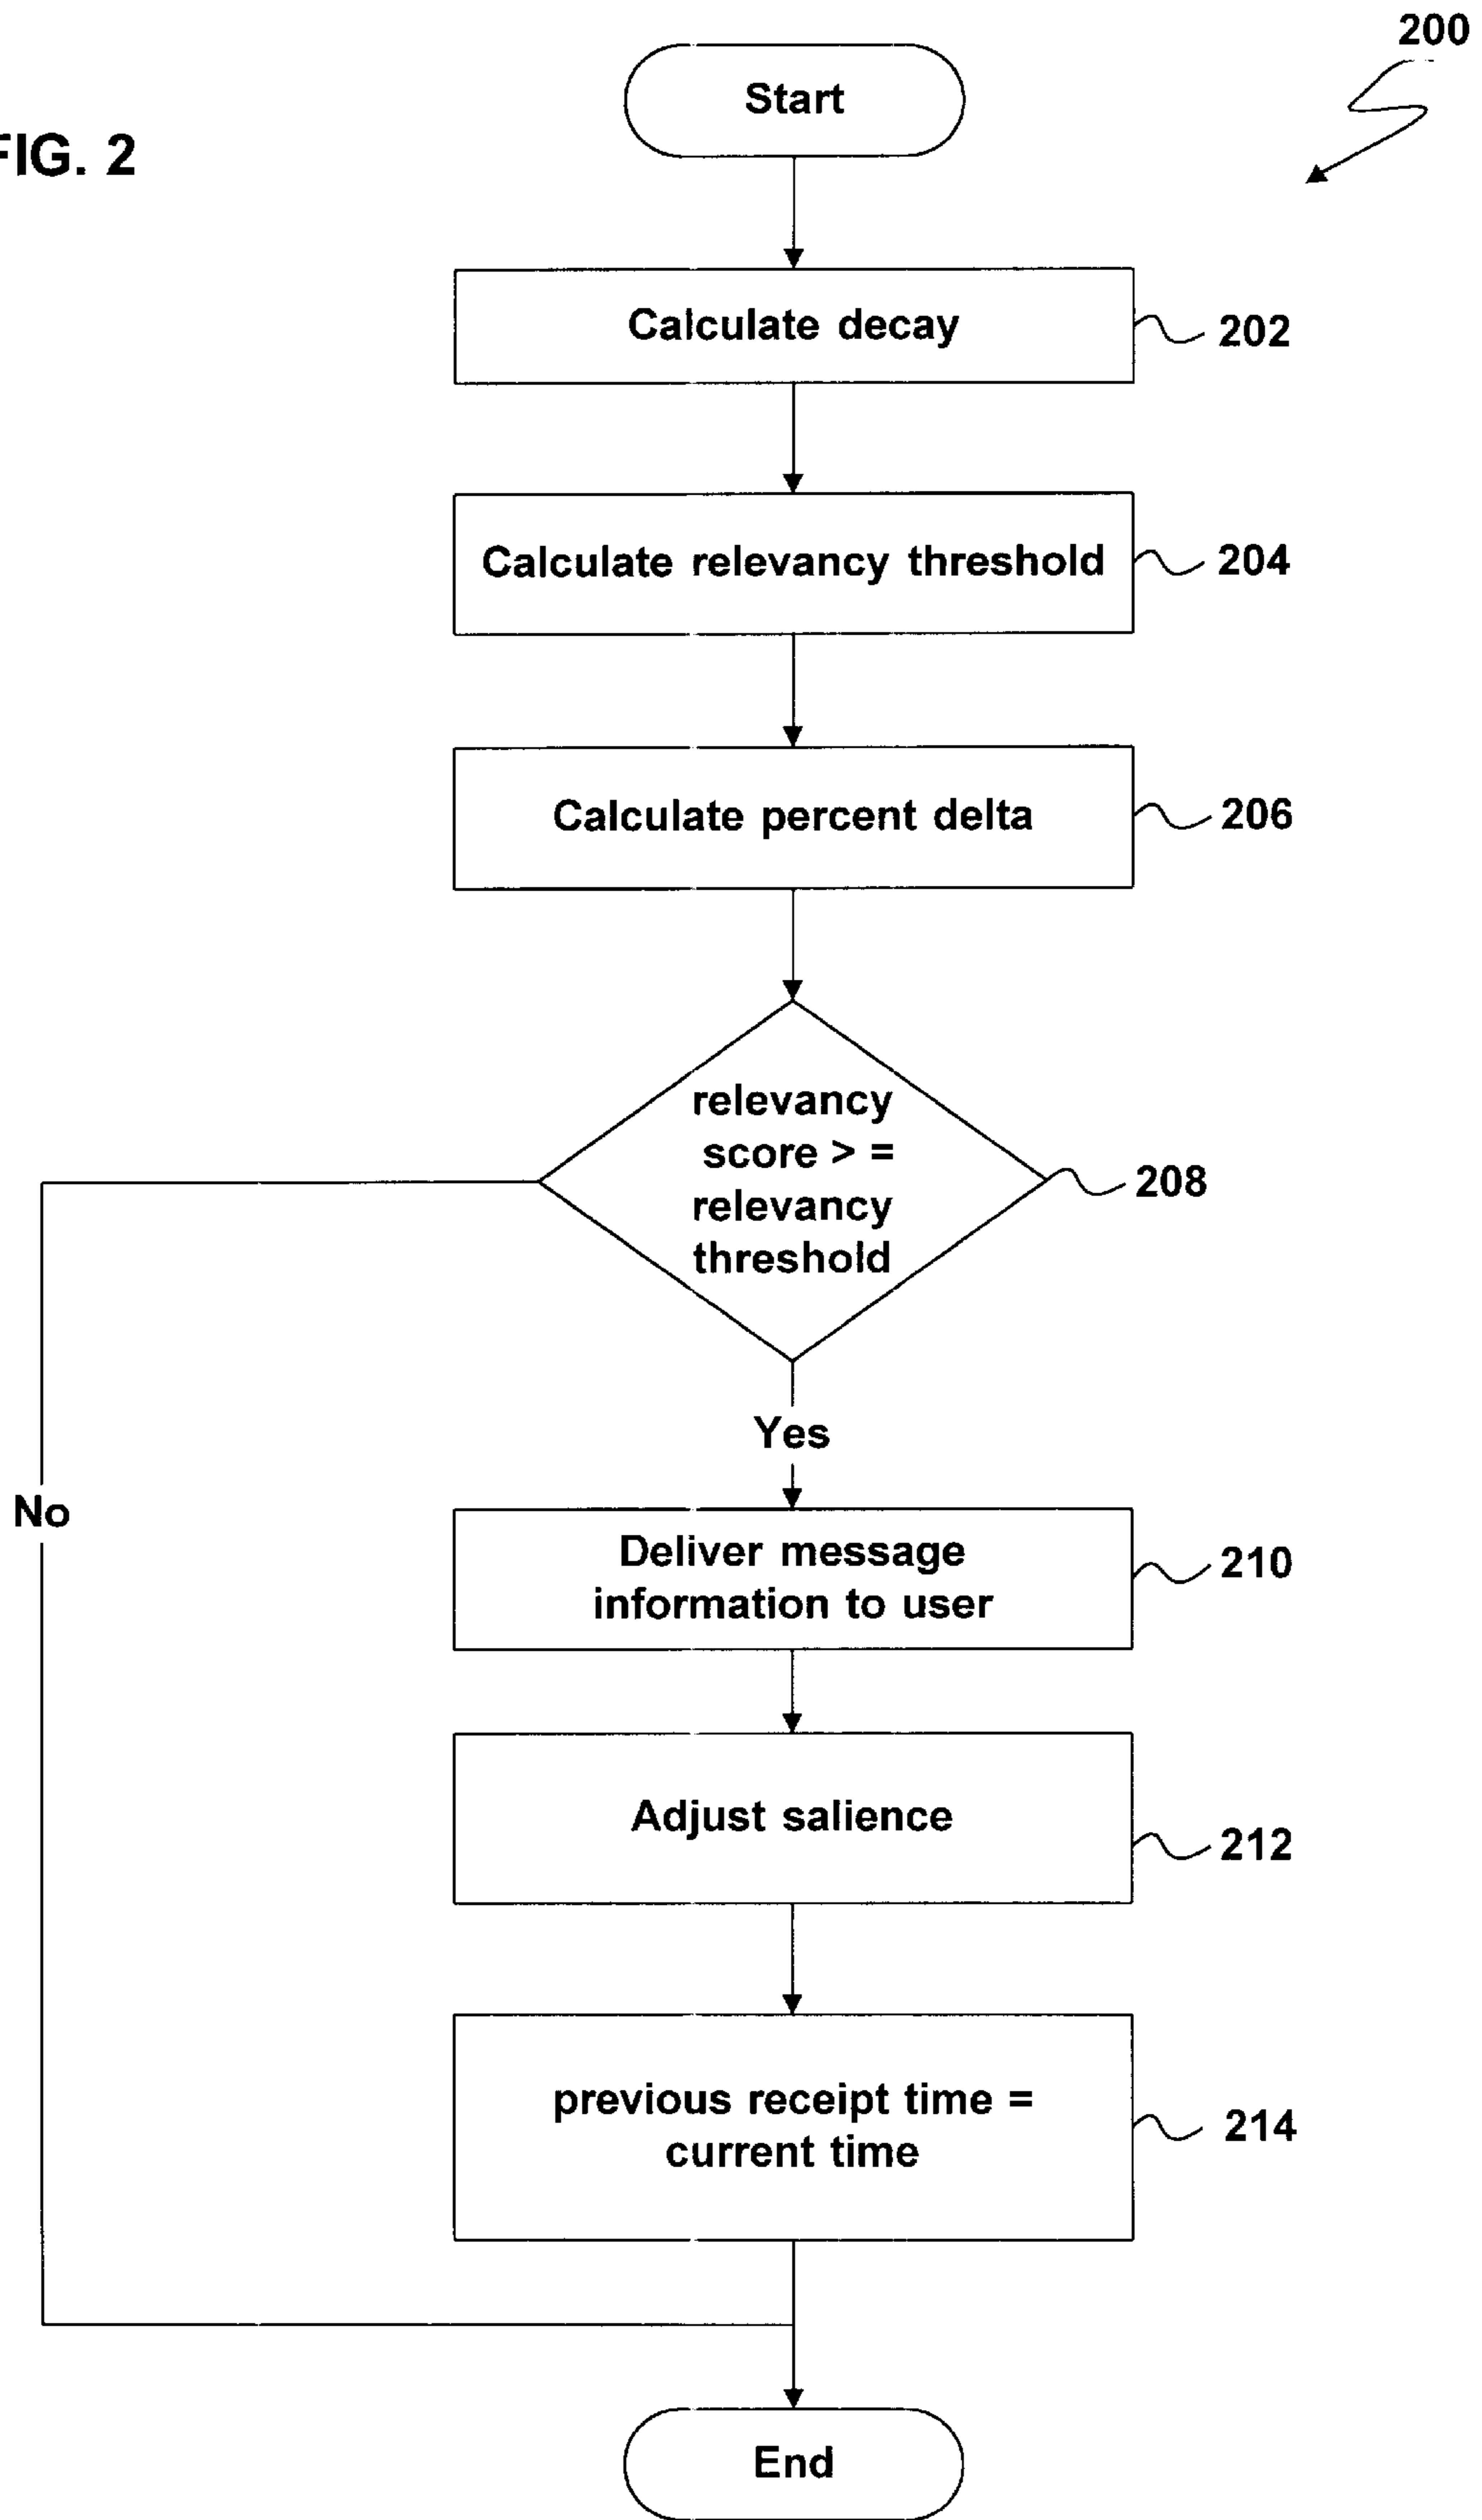 200
Start
FIG. 2
Calculate decay
202
Calculate relevancy threshold
204
Calculate percent delta
206
relevancy
score > =
relevancy
threshold
208
Yes
No
Deliver message
information to user
210
Adjust salience
212
previous receipt time =
current time
214
End